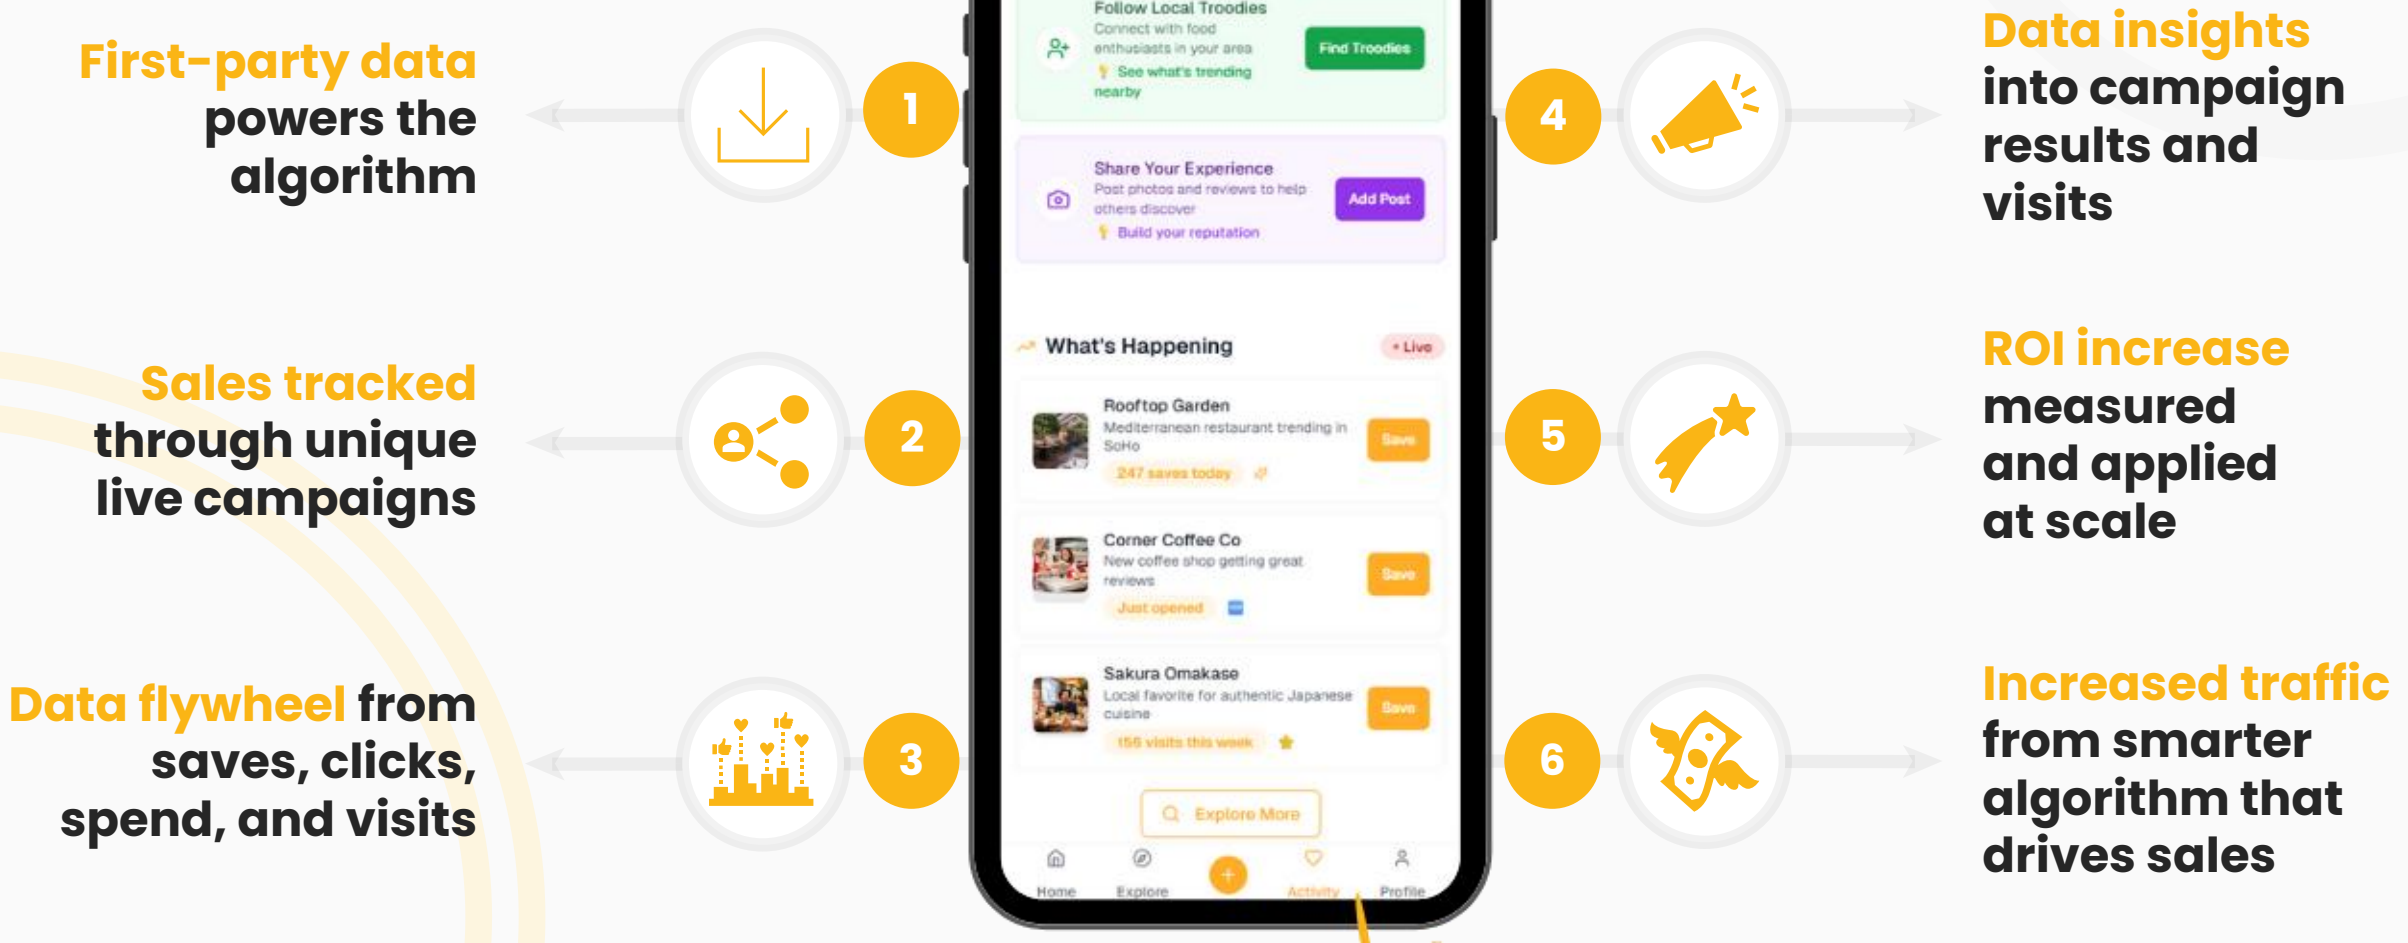 First-party data
powers the
algorithm
1
Sales tracked
through unique
live campaigns
2
Data flywheel from
saves, clicks,
spend, and visits
3
Follow Local Troodies
Connect with food
enthusiasts in your area
See what's trending
nearby
Find Troodies
Share Your Experience
Post photos and reviews to help
others discover
Build your reputation
Add Post
What's Happening
• Live
Rooftop Garden
Mediterranean restaurant trending in
SoHo
247 saves today
Save
Corner Coffee Co
New coffee shop getting great
reviews
Just opened
Save
Sakura Omakase
Local favorite for authentic Japanese
cuisine
156 visits this week
Save
Explore More
Home
Explore
Activity
Profile
4
Data insights
into campaign
results and
visits
5
ROI increase
measured
and applied
at scale
6
Increased traffic
from smarter
algorithm that
drives sales